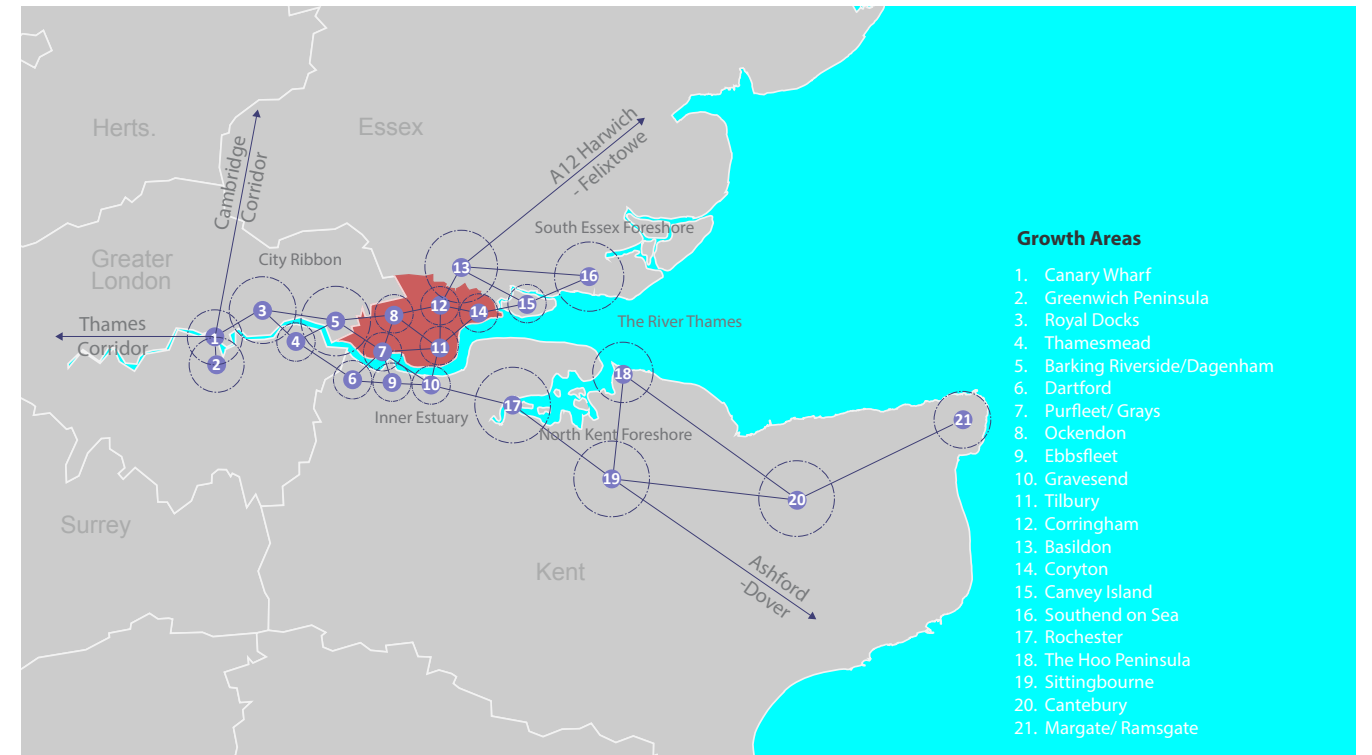 Herts.
Essex
Cambridge
Corridor
A12 Harwich
- Felixtowe
South Essex Foreshore
City Ribbon
Greater
London
Thames
Corridor
The River Thames
Inner Estuary
North Kent Foreshore
Surrey
Kent
Ashford
-Dover
1
2
3
4
5
6
7
8
9
10
11
12
13
14
15
16
17
18
19
20
21
Growth Areas
1. Canary Wharf
2. Greenwich Peninsula
3. Royal Docks
4. Thamesmead
5. Barking Riverside/Dagenham
6. Dartford
7. Purfleet/ Grays
8. Ockendon
9. Ebbsfleet
10. Gravesend
11. Tilbury
12. Corringham
13. Basildon
14. Coryton
15. Canvey Island
16. Southend on Sea
17. Rochester
18. The Hoo Peninsula
19. Sittingbourne
20. Cantebury
21. Margate/ Ramsgate